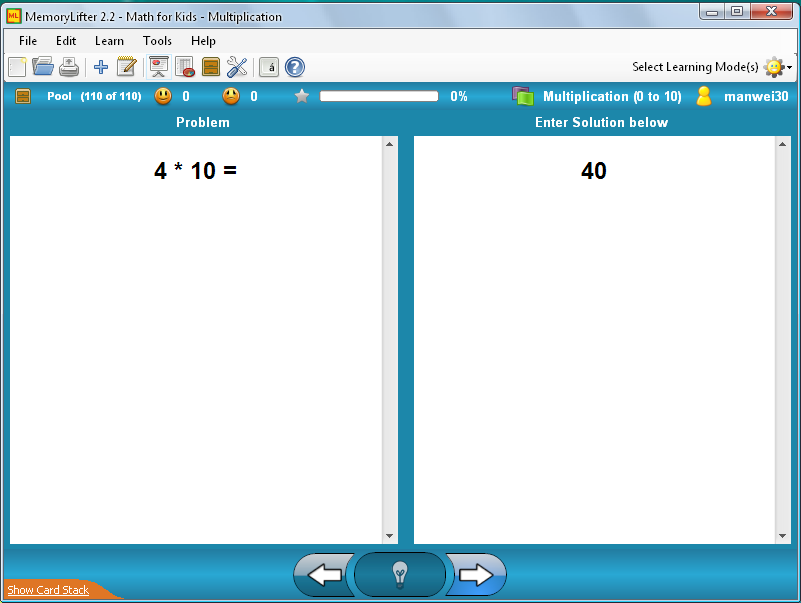 MemoryLifter 2.2 - Math for Kids - Multiplication
File Edit Learn Tools Help
á ? Select Learning Mode(s)
Pool (110 of 110) 0 0 0% Multiplication (0 to 10) manwei30
Problem Enter Solution below
4 * 10 = 40
Show Card Stack